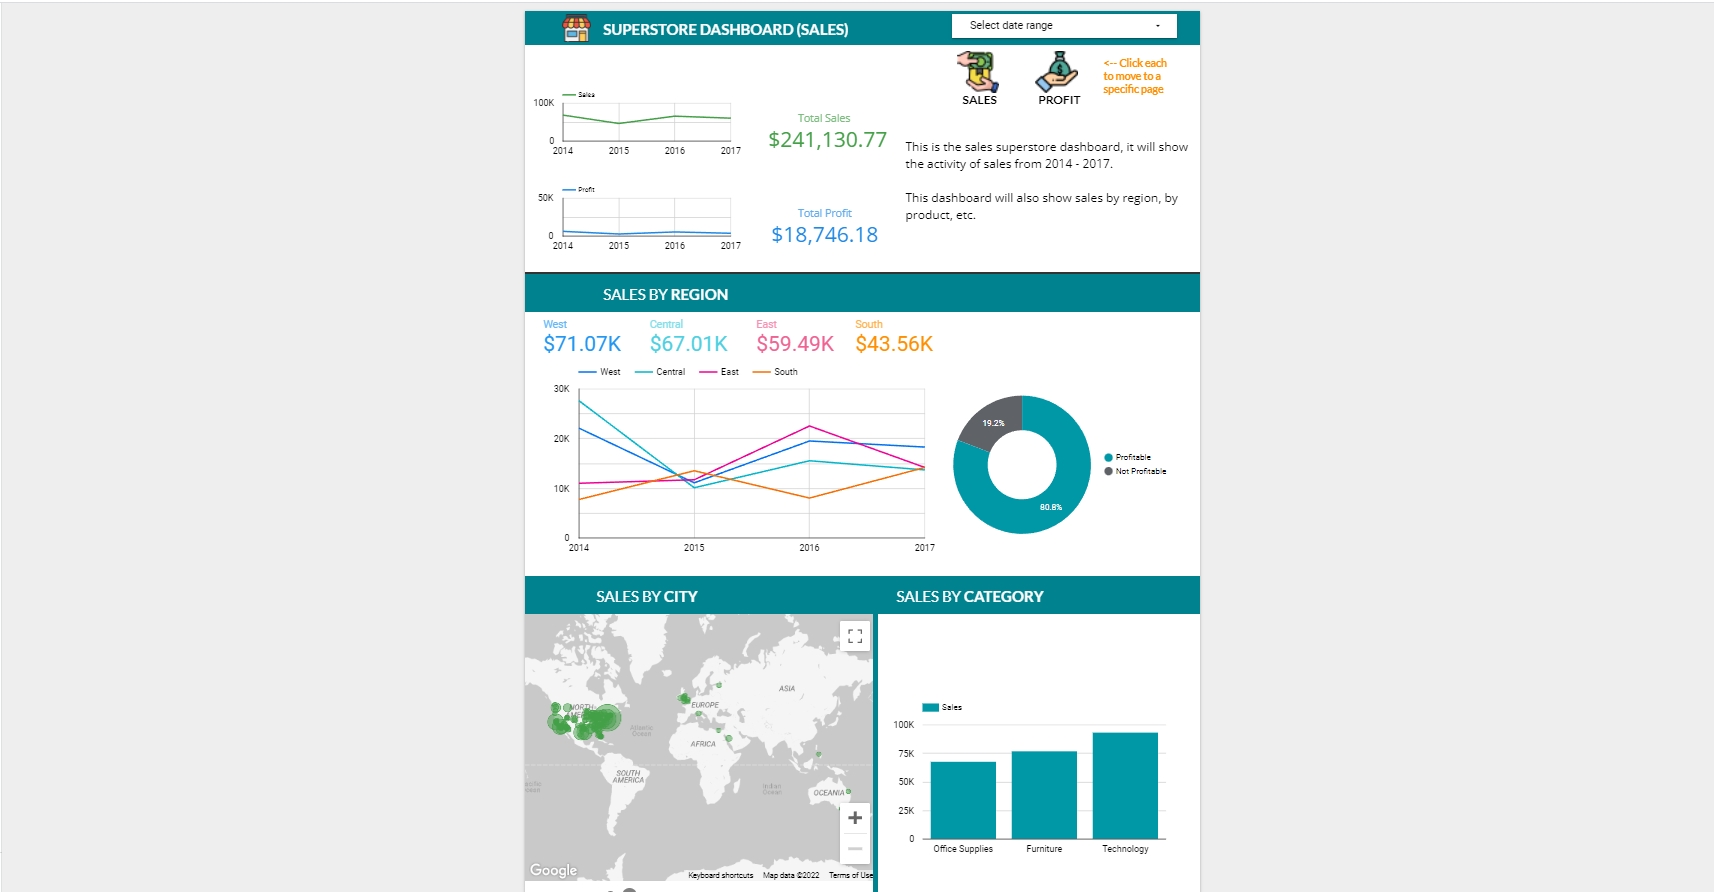 SUPERSTORE DASHBOARD (SALES)
Select date range
SALES
PROFIT
<-- Click each
to move to a
specific page
Sales
100K
0
2014
2015
2016
2017
Total Sales
$241,130.77
This is the sales superstore dashboard, it will show
the activity of sales from 2014 - 2017.
This dashboard will also show sales by region, by
product, etc.
Profit
50K
0
2014
2015
2016
2017
Total Profit
$18,746.18
SALES BY REGION
West
$71.07K
Central
$67.01K
East
$59.49K
South
$43.56K
West
Central
East
South
30K
20K
10K
0
2014
2015
2016
2017
19.2%
80.8%
Profitable
Not Profitable
SALES BY CITY
NORTH
AMERICA
Atlantic
Ocean
EUROPE
ASIA
AFRICA
SOUTH
AMERICA
Indian
Ocean
OCEANIA
Google
Keyboard shortcuts
Map data ©2022
Terms of Use
SALES BY CATEGORY
Sales
100K
75K
50K
25K
0
Office Supplies
Furniture
Technology